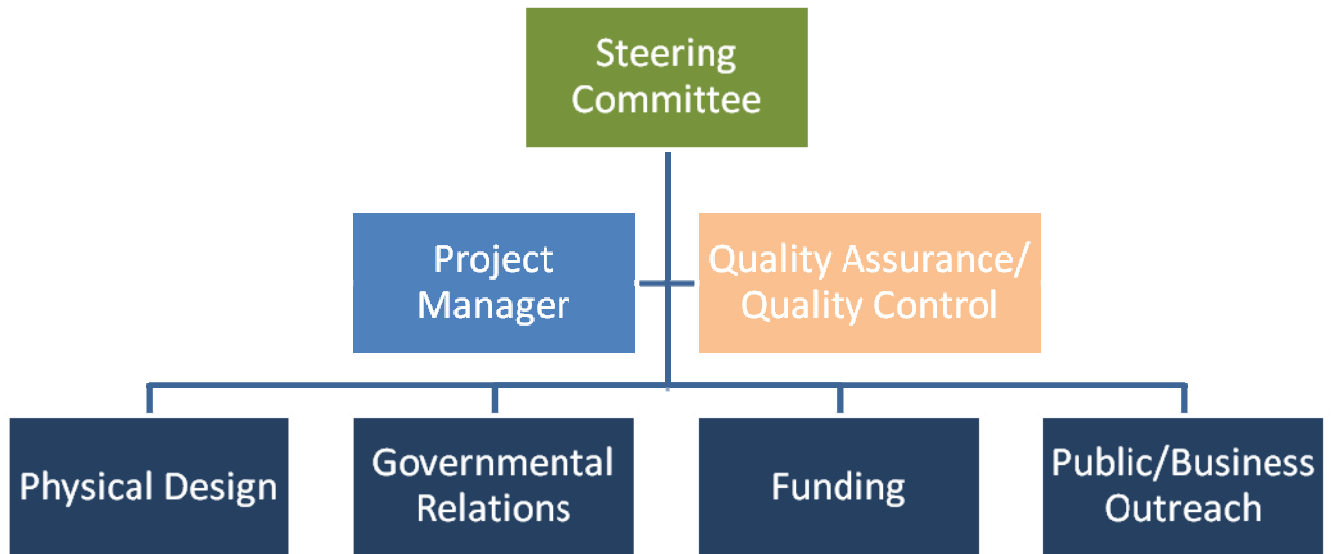 Steering
Committee
Project
Manager
Quality Assurance/
Quality Control
Physical Design
Governmental
Relations
Funding
Public/Business
Outreach